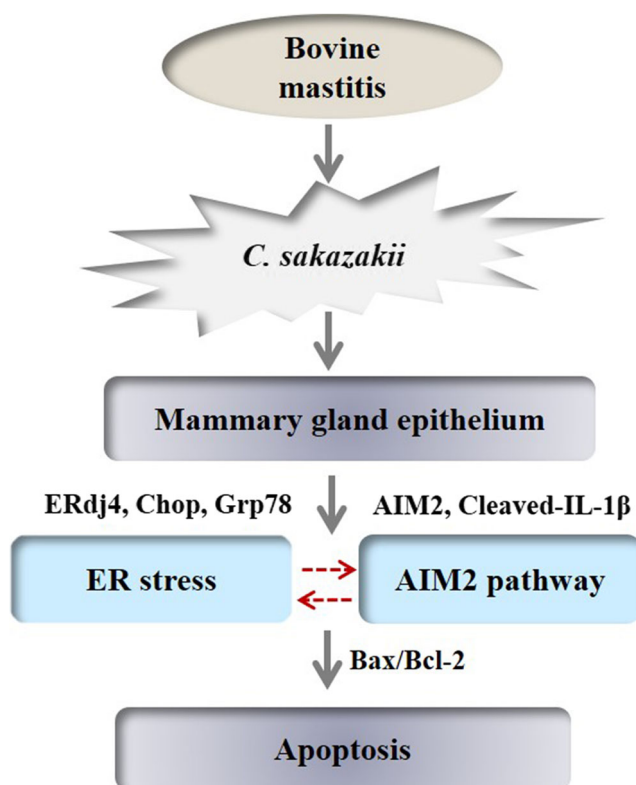 Bovine
mastitis
C. sakazakii
Mammary gland epithelium
ERdj4, Chop, Grp78
AIM2, Cleaved-IL-1β
ER stress
AIM2 pathway
Bax/Bcl-2
Apoptosis